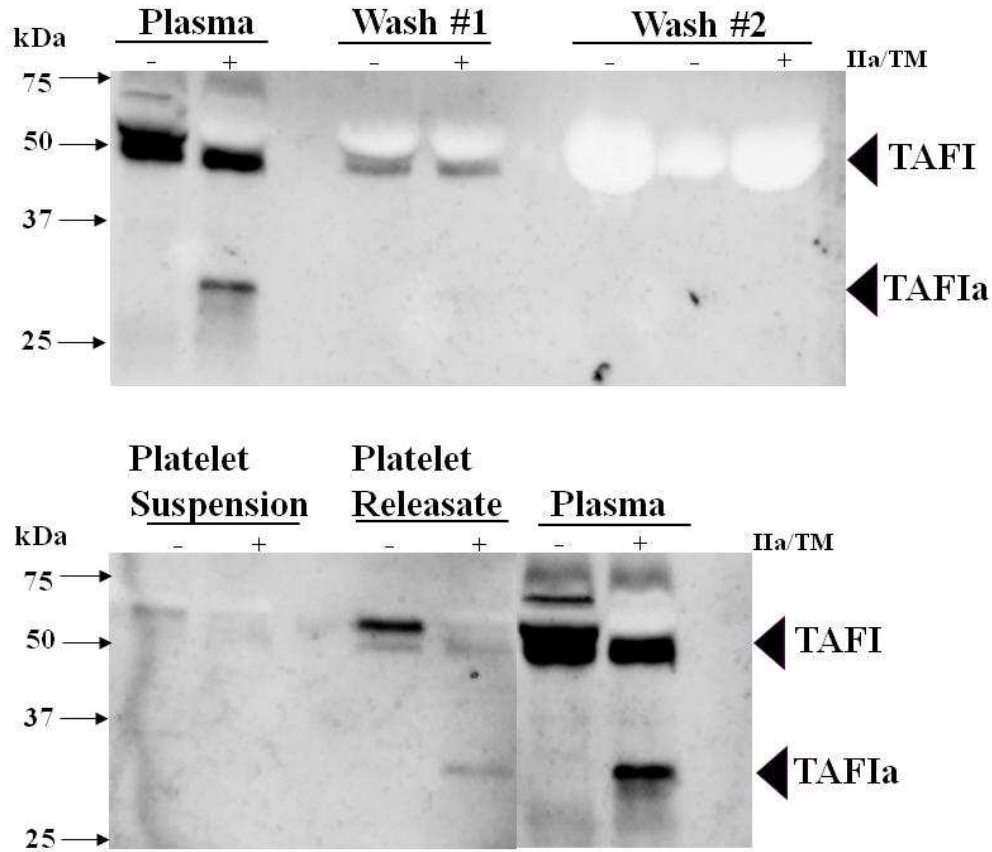 Plasma Wash #1 Wash #2
kDa
- + - + - - + IIa/TM
75
50 TAFI
37
TAFIa
25
Platelet Suspension
Platelet Releasate
Plasma
kDa
- + - + - + IIa/TM
75
50 TAFI
37
TAFIa
25